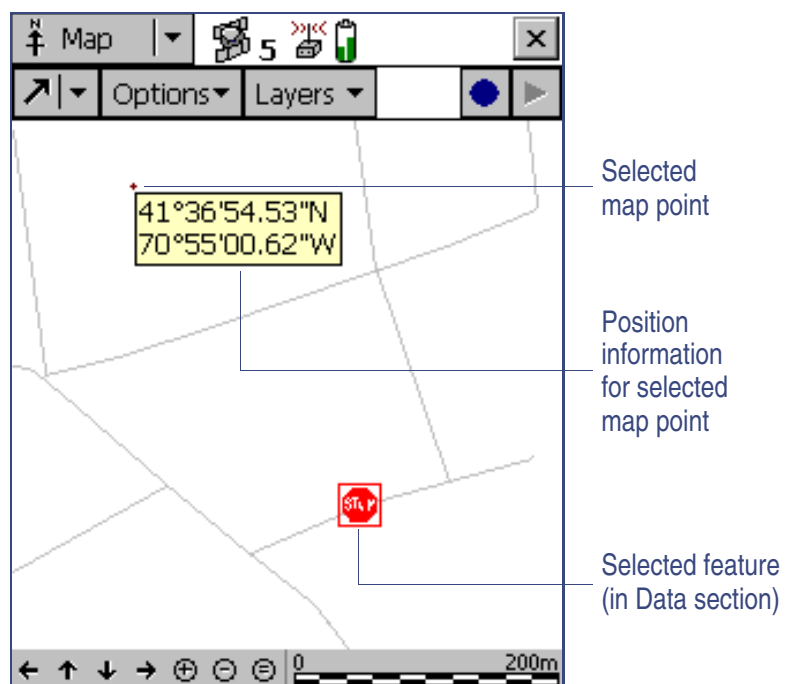 N
Map
5
Options
Layers
Selected
map point
41°36'54.53"N
70°55'00.62"W
Position
information
for selected
map point
STOP
Selected feature
(in Data section)
0
200m